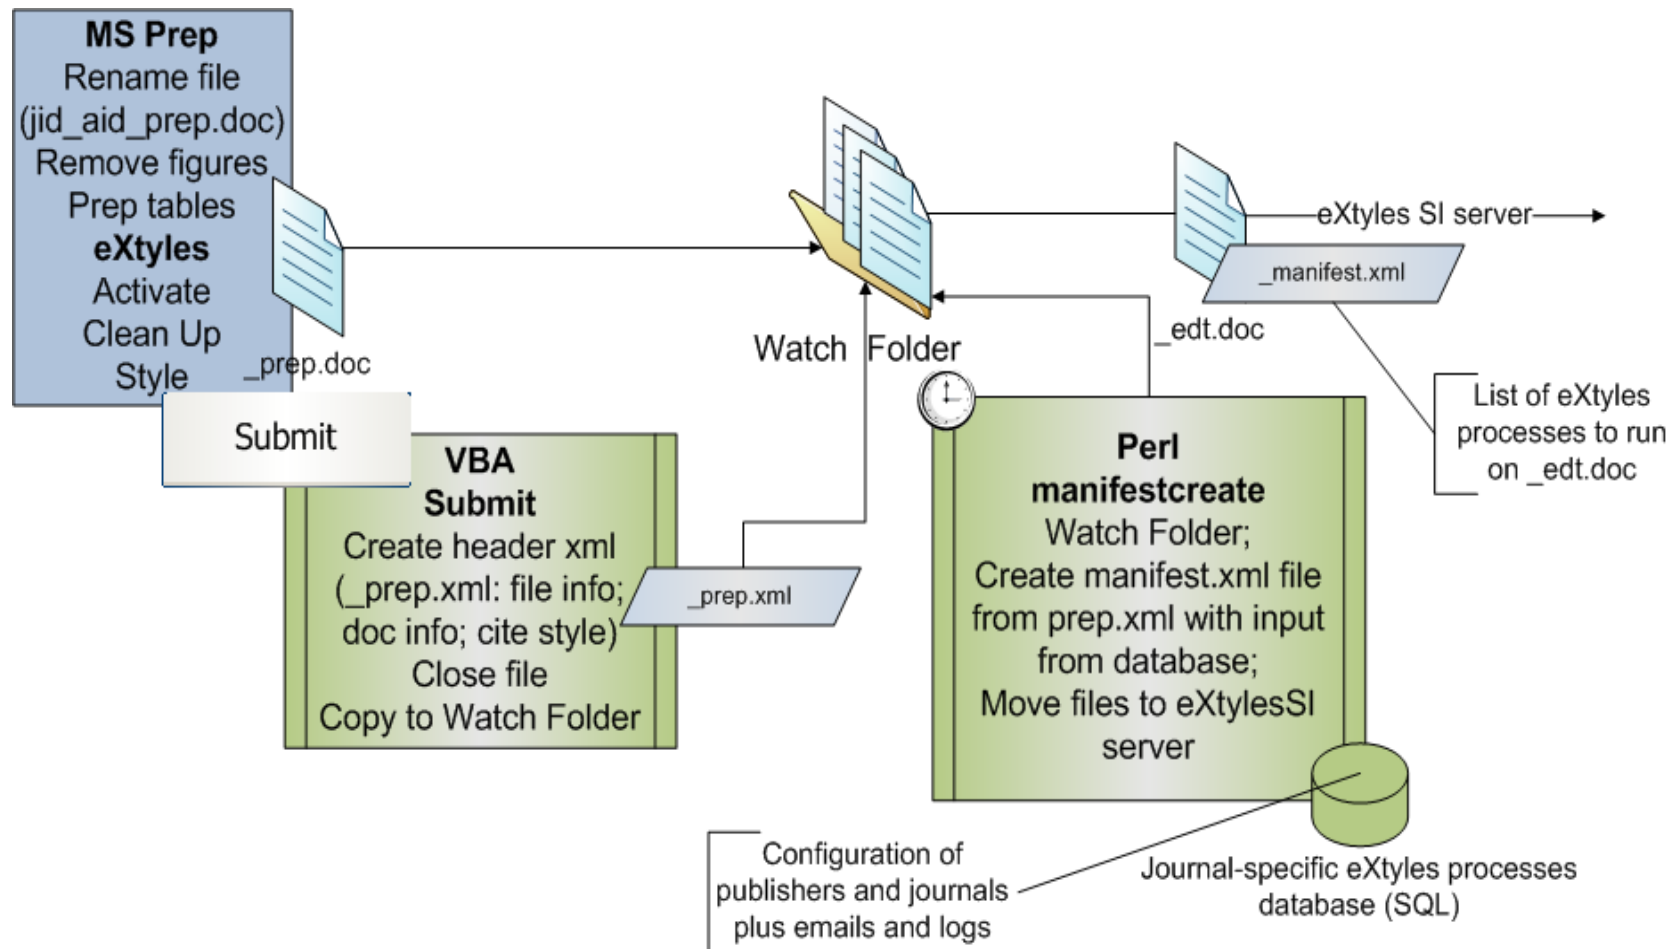 MS Prep
Rename file
(jid_aid_prep.doc)
Remove figures
Prep tables
eXtyles
Activate
Clean Up
Style
_prep.doc
Submit
VBA
Submit
Create header xml
(_prep.xml: file info;
doc info; cite style)
Close file
Copy to Watch Folder
_prep.xml
Watch Folder
eXtyles SI server
_manifest.xml
_edt.doc
List of eXtyles
processes to run
on _edt.doc
Perl
manifestcreate
Watch Folder;
Create manifest.xml file
from prep.xml with input
from database;
Move files to eXtylesSI
server
Configuration of
publishers and journals
plus emails and logs
Journal-specific eXtyles processes
database (SQL)